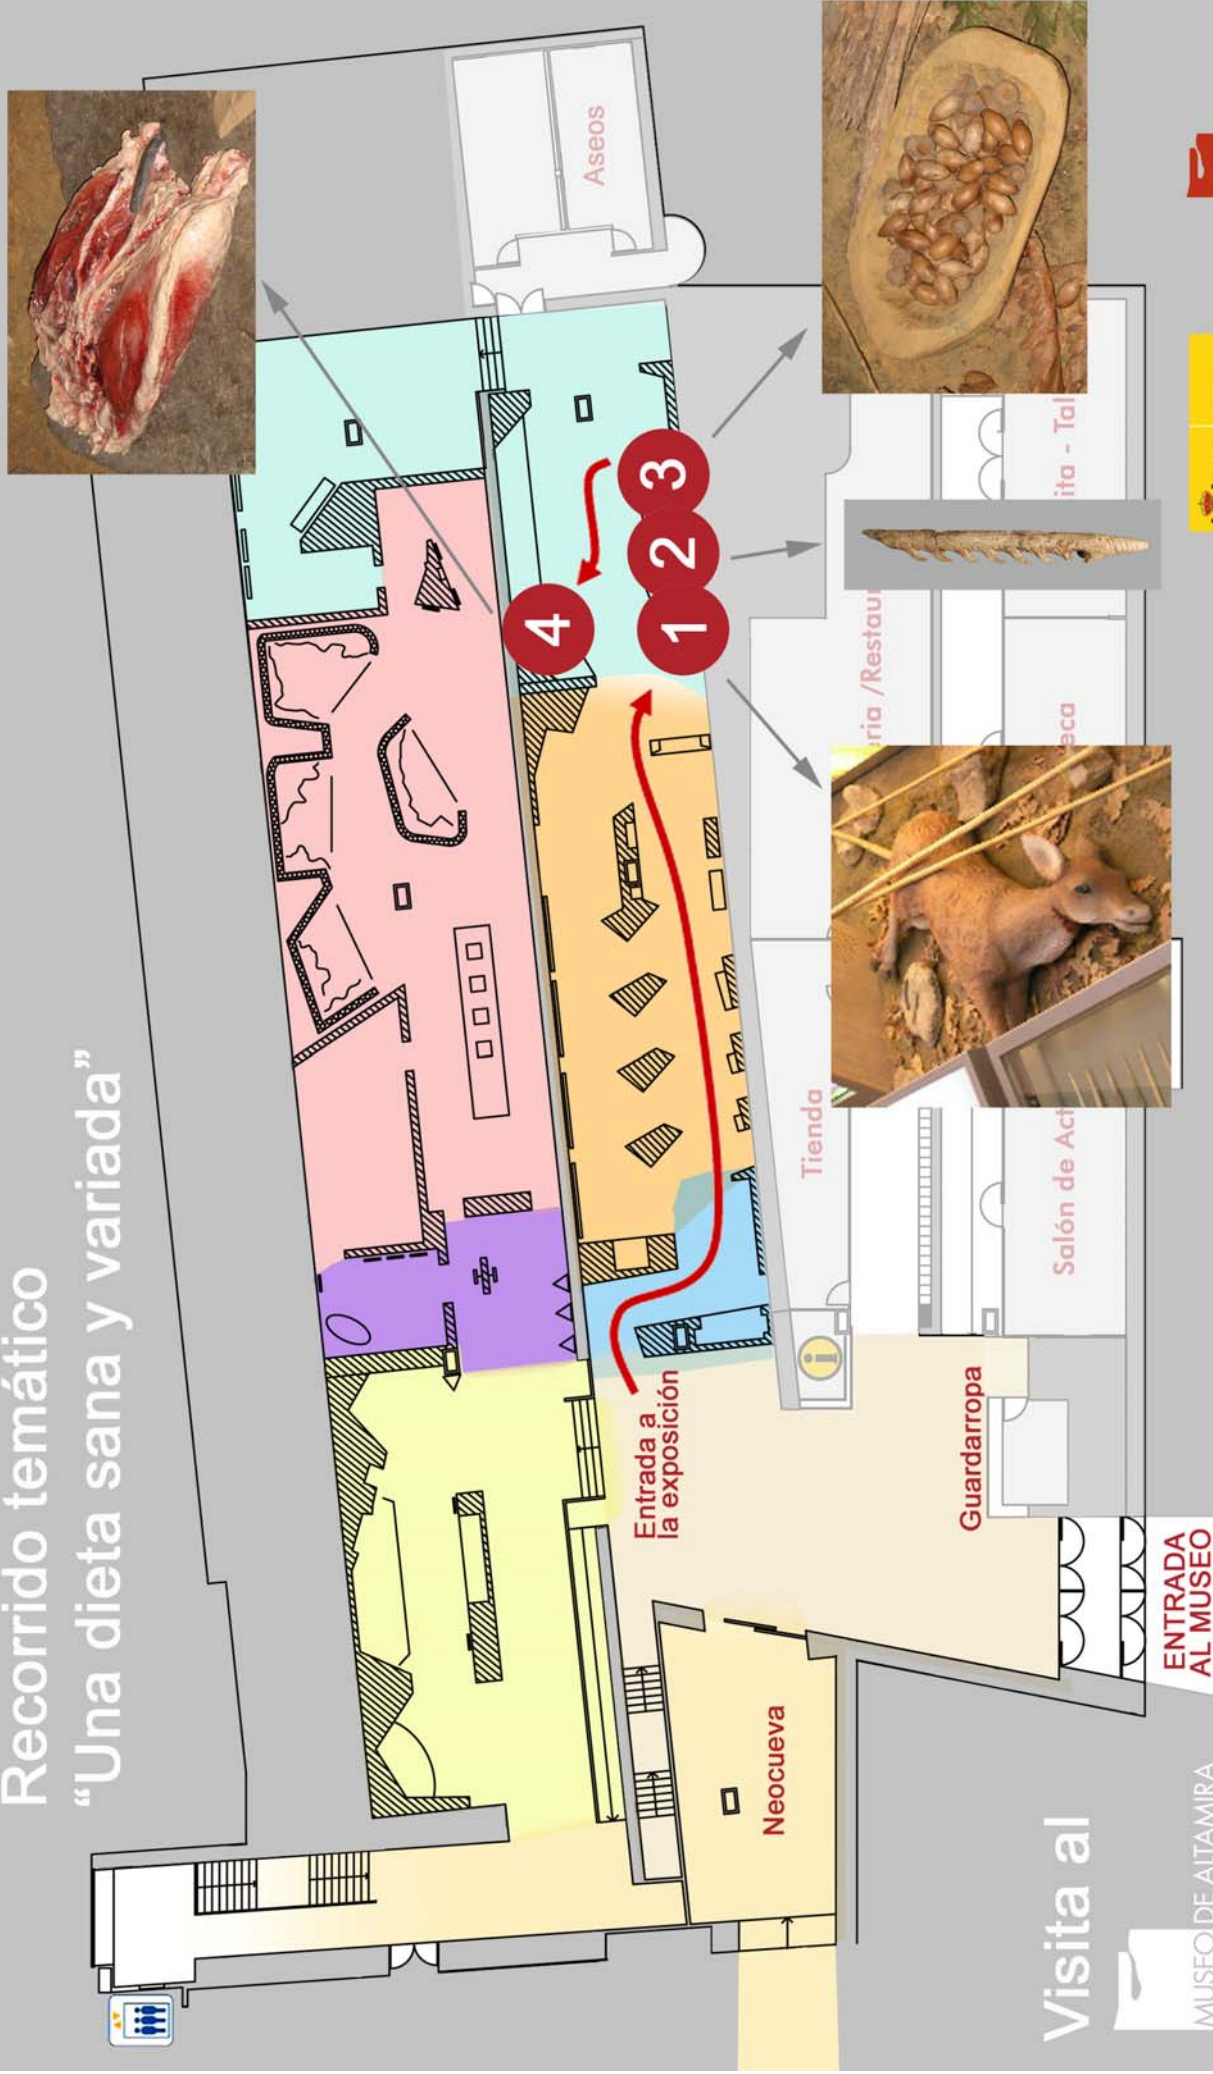 Recorrido temático
“Una dieta sana y variada”
Aseos
4
3
2
1
Entrada a
la exposición
Tienda
Salón de Act
ría /Restau
eca
ita - Tal
Guardarropa
Neocueva
ENTRADA
AL MUSEO
Visita al
MUSEO DE ALTAMIRA